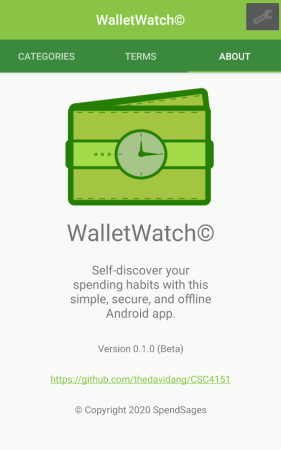 WalletWatch©
CATEGORIES TERMS ABOUT
WalletWatch©
Self-discover your
spending habits with this
simple, secure, and offline
Android app.
Version 0.1.0 (Beta)
https://github.com/thedavidang/CSC4151
© Copyright 2020 SpendSages